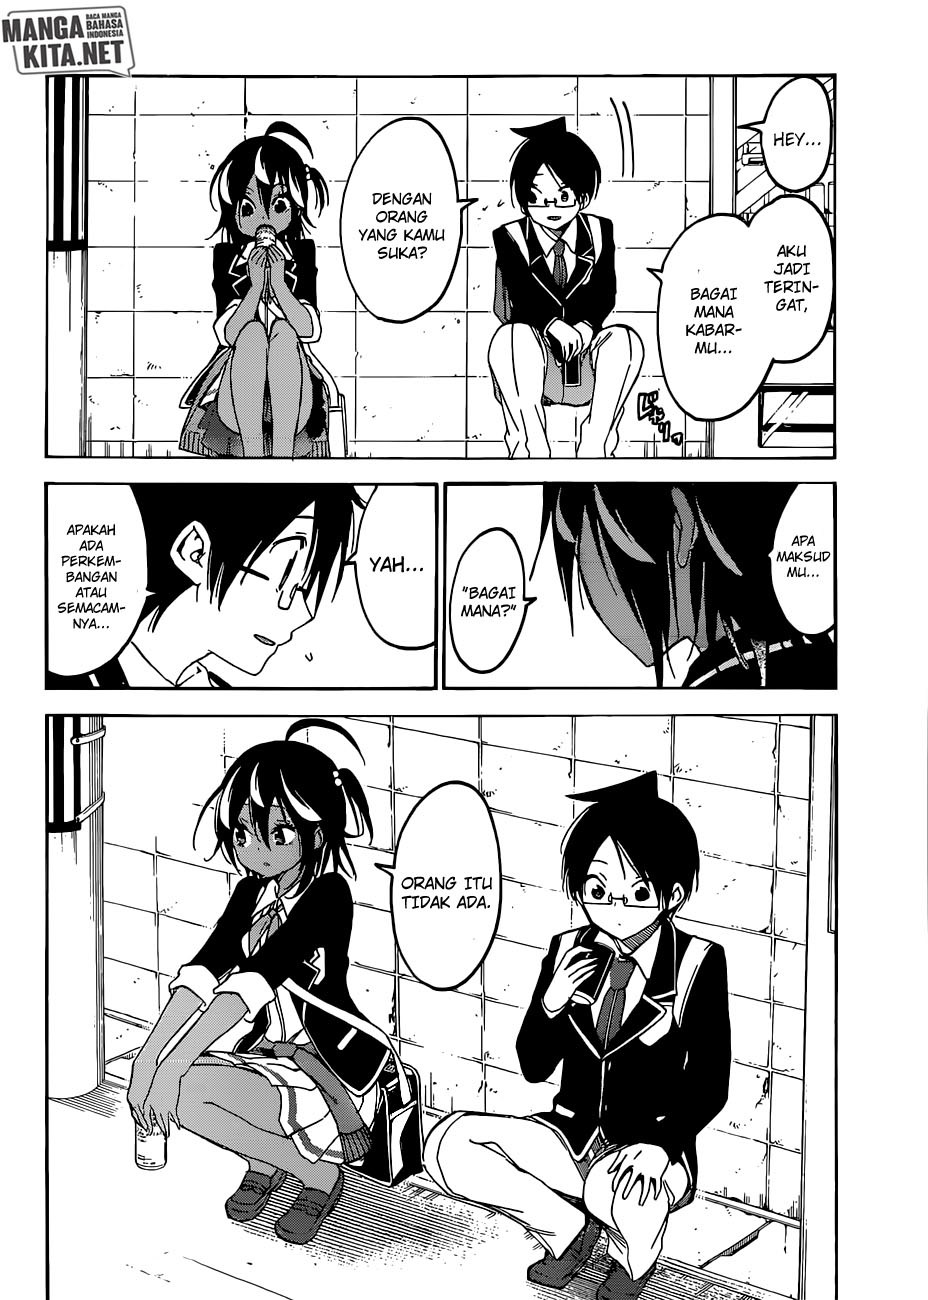 MANGA
KITA.NET
BACA MANGA
BAHASA
INDONESIA
HEY...
AKU
JADI
TERIN-
GAT,
BAGAI
MANA
KABAR-
MU...
DENGAN
ORANG
YANG KAMU
SUKA?
APA
MAKSUD
MU...
"BAGAI
MANA?"
YAH...
APAKAH
ADA
PERKEM-
BANGAN
ATAU
SEMACAM-
NYA...
ORANG ITU
TIDAK ADA.